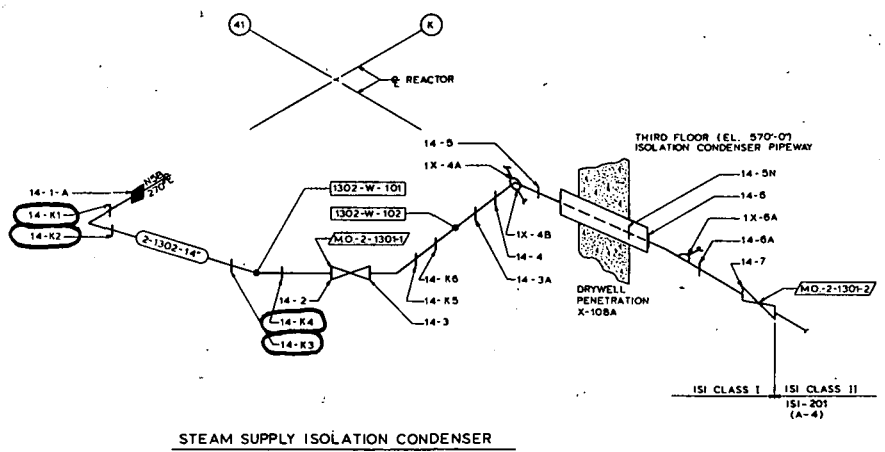 41
K
℄ REACTOR
14-5
1X-4A
THIRD FLOOR (EL. 570'-0")
ISOLATION CONDENSER PIPEWAY
14-5N
14-6
1X-6A
14-6A
14-7
M.O.-2-1301-2
N5B
270°
14-1-A
14-K1
14-K2
2-1302-14"
1302-W-101
1302-W-102
M.O.-2-1301-1
1X-4B
14-4
14-3A
14-K6
14-K5
14-3
14-2
14-K4
14-K3
DRYWELL
PENETRATION
X-108A
ISI CLASS I
ISI CLASS II
ISI-201
(A-4)
STEAM SUPPLY ISOLATION CONDENSER